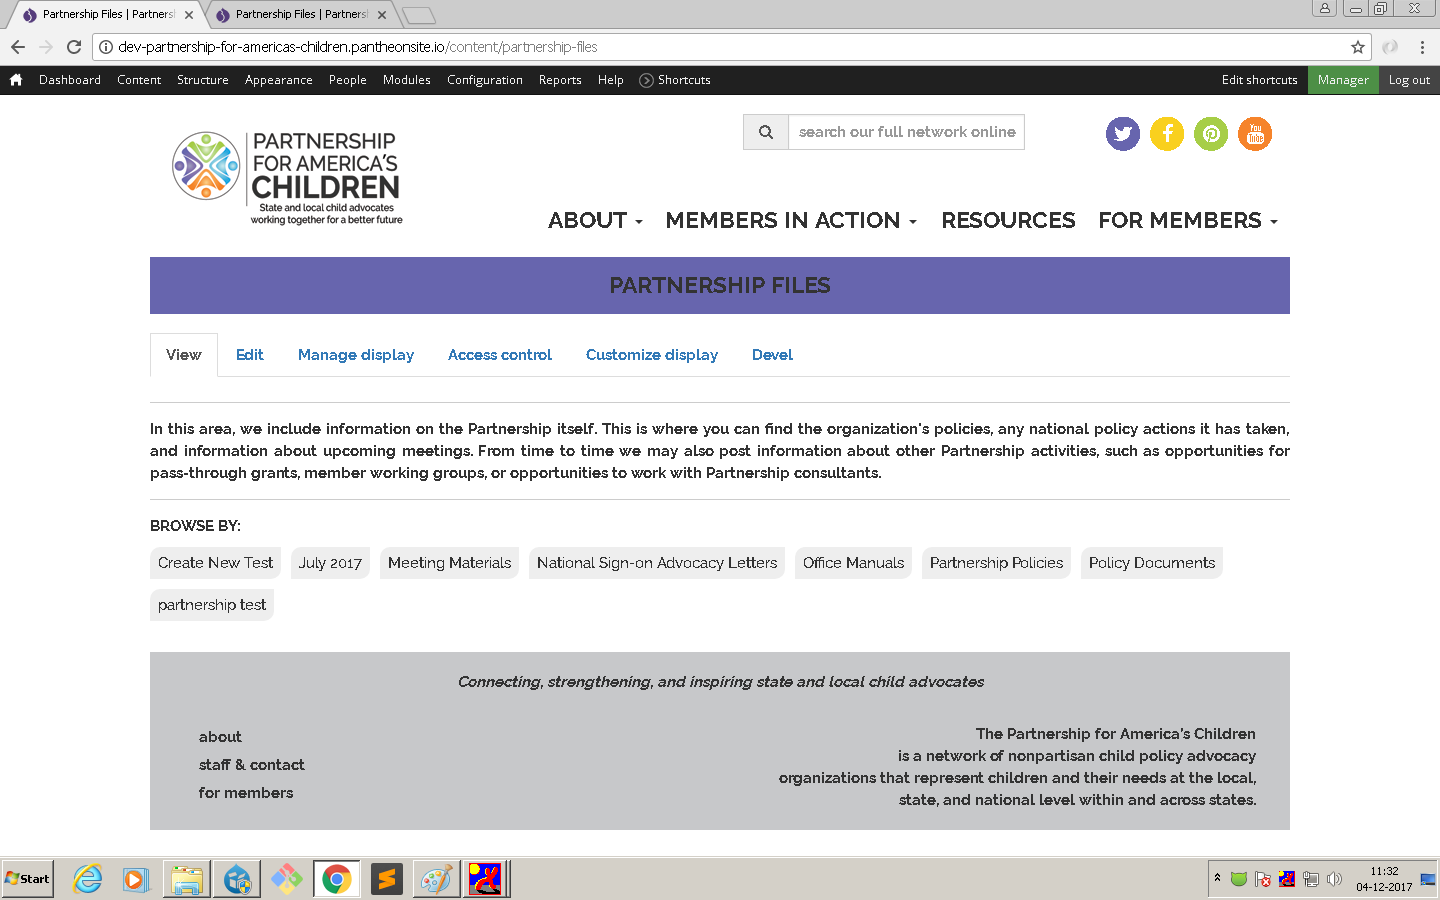 Partnership Files | Partners
Partnership Files | Partners
dev-partnership-for-americas-children.pantheonsite.io/content/partnership-files
Dashboard Content Structure Appearance People Modules Configuration Reports Help Shortcuts Edit shortcuts Manager Log out
search our full network online
You
Tube
PARTNERSHIP
FOR AMERICA'S
CHILDREN
State and local child advocates
working together for a better future
ABOUT MEMBERS IN ACTION RESOURCES FOR MEMBERS
PARTNERSHIP FILES
View Edit Manage display Access control Customize display Devel
In this area, we include information on the Partnership itself. This is where you can find the organization's policies, any national policy actions it has taken,
and information about upcoming meetings. From time to time we may also post information about other Partnership activities, such as opportunities for
pass-through grants, member working groups, or opportunities to work with Partnership consultants.
BROWSE BY:
Create New Test July 2017 Meeting Materials National Sign-on Advocacy Letters Office Manuals Partnership Policies Policy Documents
partnership test
Connecting, strengthening, and inspiring state and local child advocates
about
staff & contact
for members
The Partnership for America's Children
is a network of nonpartisan child policy advocacy
organizations that represent children and their needs at the local,
state, and national level within and across states.
Start
11:32
04-12-2017